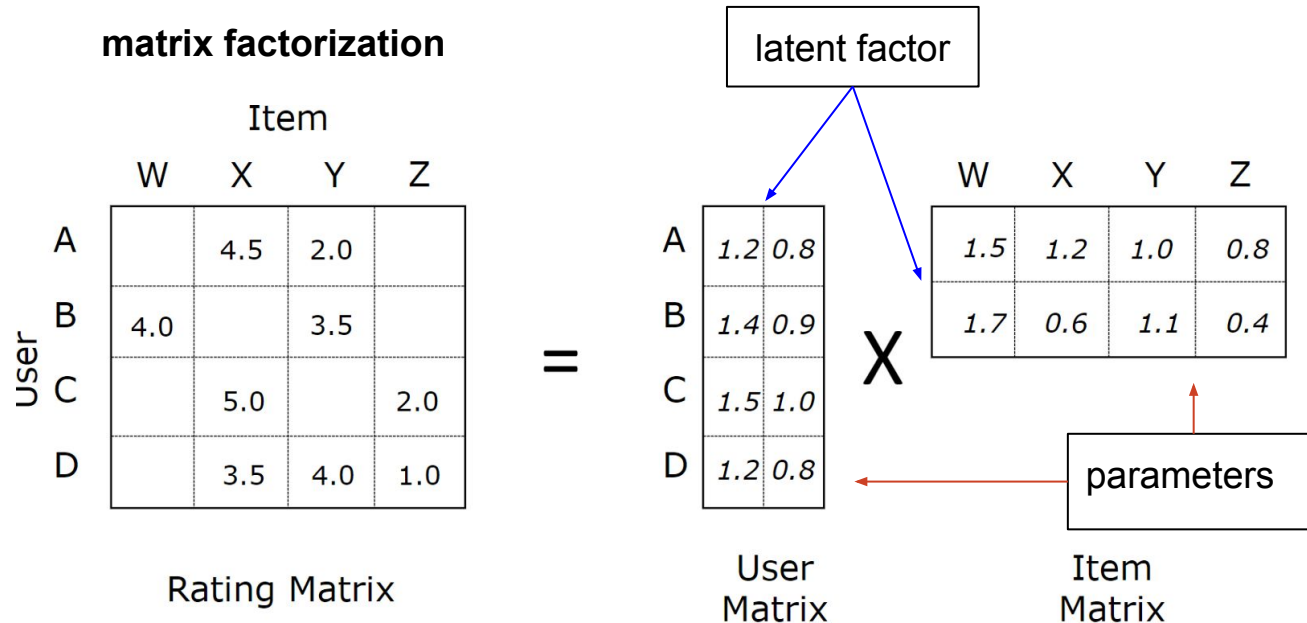 matrix factorization
latent factor
Item
W X Y Z
A 4.5 2.0
B 4.0 3.5
C 5.0 2.0
D 3.5 4.0 1.0
User
Rating Matrix
=
A 1.2 0.8
B 1.4 0.9
C 1.5 1.0
D 1.2 0.8
User
Matrix
X
W X Y Z
1.5 1.2 1.0 0.8
1.7 0.6 1.1 0.4
parameters
Item
Matrix